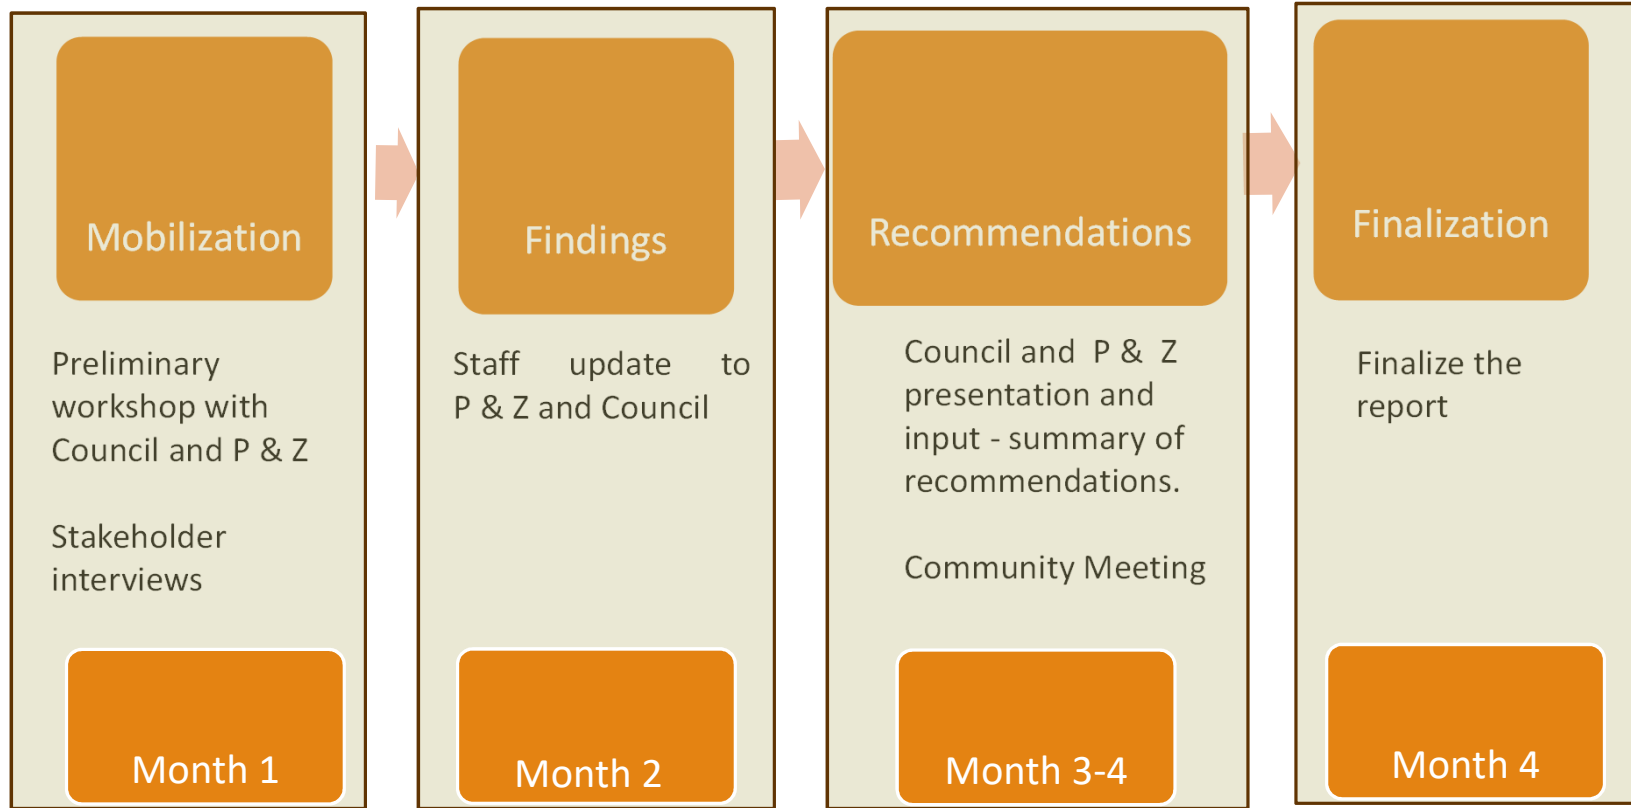 Mobilization
Preliminary
workshop with
Council and P & Z
Stakeholder
interviews
Month 1
Findings
Staff update to
P & Z and Council
Month 2
Recommendations
Council and P & Z
presentation and
input - summary of
recommendations.
Community Meeting
Month 3-4
Finalization
Finalize the
report
Month 4